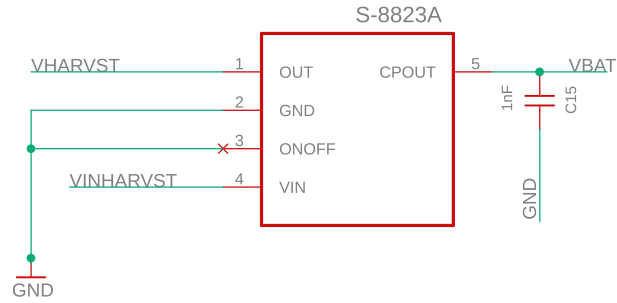 S-8823A
VHARVST 1 OUT CPOUT 5 VBAT
2 GND
3 ONOFF
VINHARVST 4 VIN
1nF C15
GND
GND